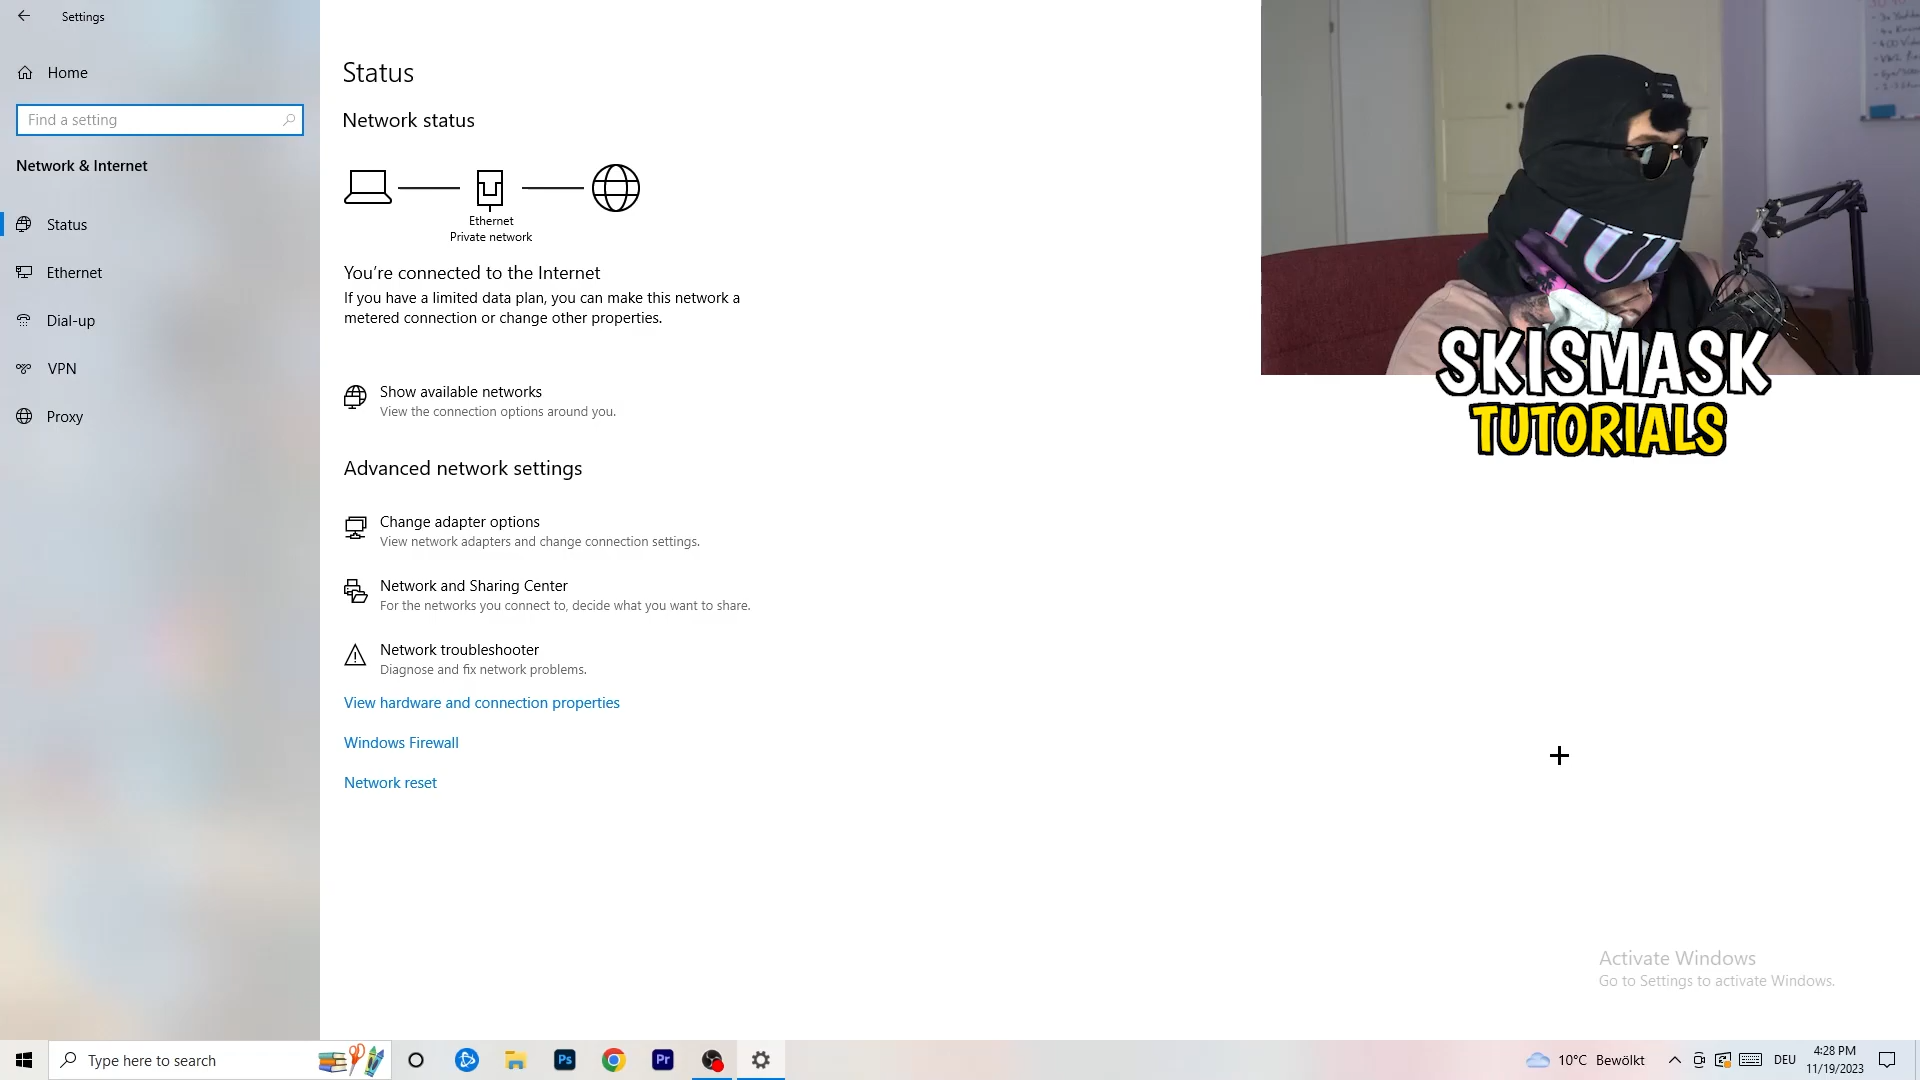 Settings
Home
Find a setting
Network & Internet
Status
Ethernet
Dial-up
VPN
Proxy
Status
Network status
Ethernet
Private network
You're connected to the Internet
If you have a limited data plan, you can make this network a
metered connection or change other properties.
Show available networks
View the connection options around you.
Advanced network settings
Change adapter options
View network adapters and change connection settings.
Network and Sharing Center
For the networks you connect to, decide what you want to share.
Network troubleshooter
Diagnose and fix network problems.
View hardware and connection properties
Windows Firewall
Network reset
SKISMASK
TUTORIALS
Activate Windows
Go to Settings to activate Windows.
Type here to search
Ps
Pr
10°C Bewölkt
DEU
4:28 PM
11/19/2023